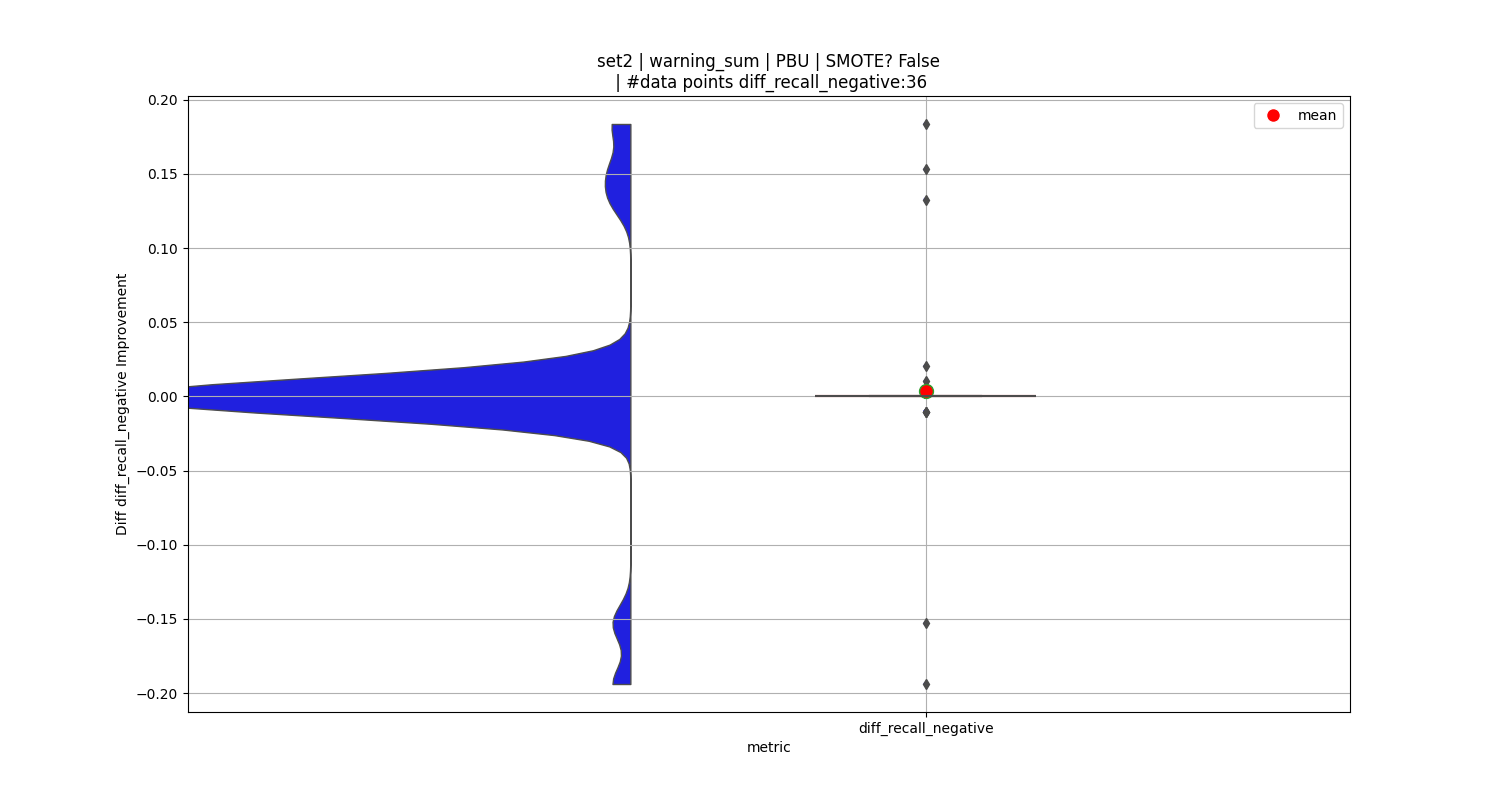 set2 | warning_sum | PBU | SMOTE? False
| #data points diff_recall_negative:36
mean
0.20
0.15
0.10
0.05
0.00
−0.05
−0.10
−0.15
−0.20
Diff diff_recall_negative Improvement
diff_recall_negative
metric